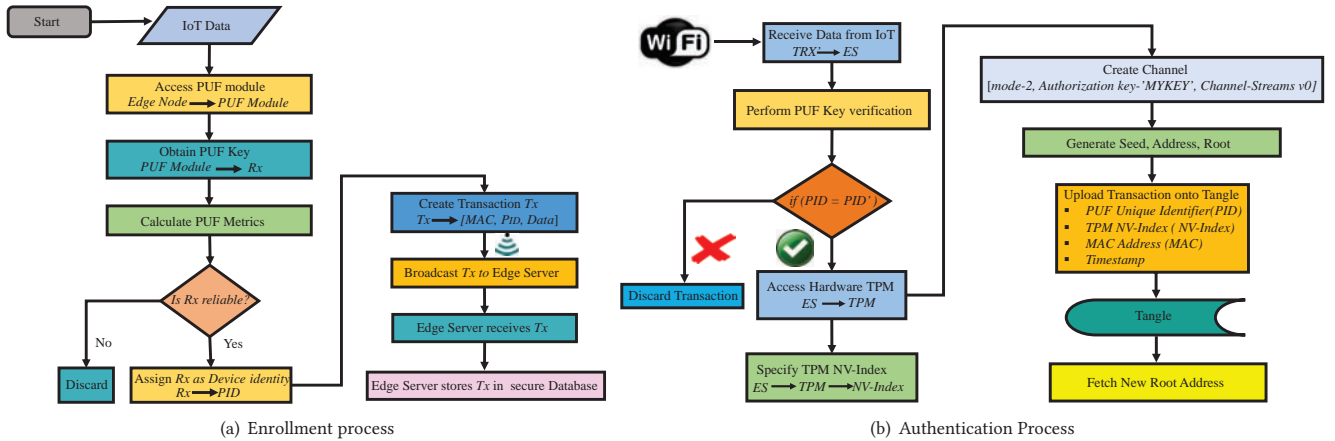 Start
IoT Data
Access PUF module
Edge Node PUF Module
Obtain PUF Key
PUF Module Rx
Calculate PUF Metrics
Is Rx reliable?
No
Yes
Discard
Assign Rx as Device identity
Rx PID
Create Transaction Tx
Tx [MAC, PID, Data]
Broadcast Tx to Edge Server
Edge Server receives Tx
Edge Server stores Tx in secure Database
(a) Enrollment process
Wi Fi
Receive Data from IoT
TRX' ES
Perform PUF Key verification
if (PID = PID' )
Discard Transaction
Access Hardware TPM
ES TPM
Specify TPM NV-Index
ES TPM NV-Index
Create Channel
[mode-2, Authorization key-'MYKEY', Channel-Streams v0]
Generate Seed, Address, Root
Upload Transaction onto Tangle
▪ PUF Unique Identifier(PID)
▪ TPM NV-Index ( NV-Index)
▪ MAC Address (MAC)
▪ Timestamp
Tangle
Fetch New Root Address
(b) Authentication Process